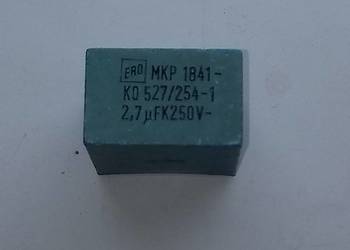 ERO MKP 1841-
KO 527/254-1
2,7µFK250V-